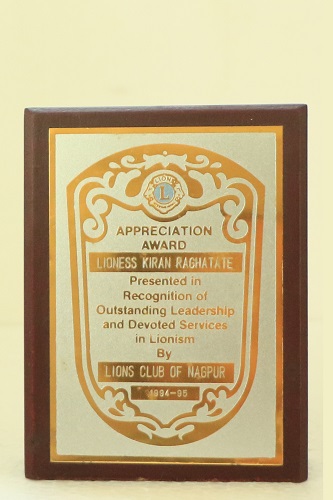 LIONS
L
APPRECIATION
AWARD
LIONESS KIRAN RAGHATATE
Presented in
Recognition of
Outstanding Leadership
and Devoted Services
in Lionism
By
LIONS CLUB OF NAGPUR
1994-95